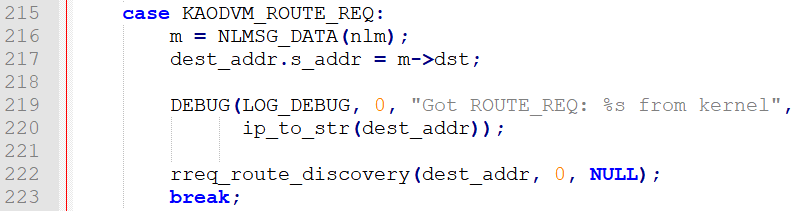 215 case KAODVM_ROUTE_REQ:
216 m = NLMSG_DATA(nlm);
217 dest_addr.s_addr = m->dst;
218
219 DEBUG(LOG_DEBUG, 0, "Got ROUTE_REQ: %s from kernel",
220 ip_to_str(dest_addr));
221
222 rreq_route_discovery(dest_addr, 0, NULL);
223 break;